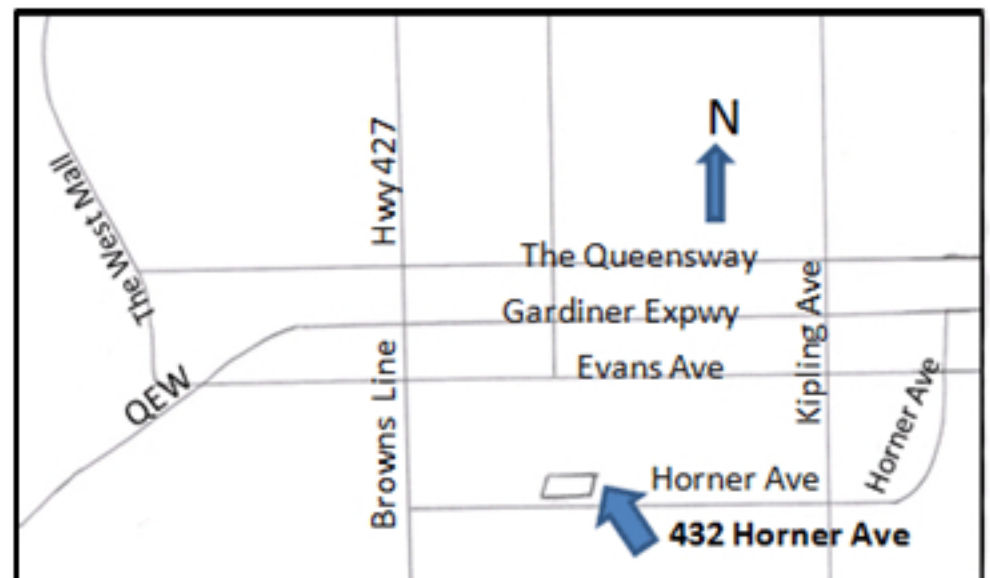 N
Hwy 427
The West Mall
The Queensway
Gardiner Expwy
Kipling Ave
Evans Ave
QEW
Browns Line
Horner Ave
Horner Ave
432 Horner Ave